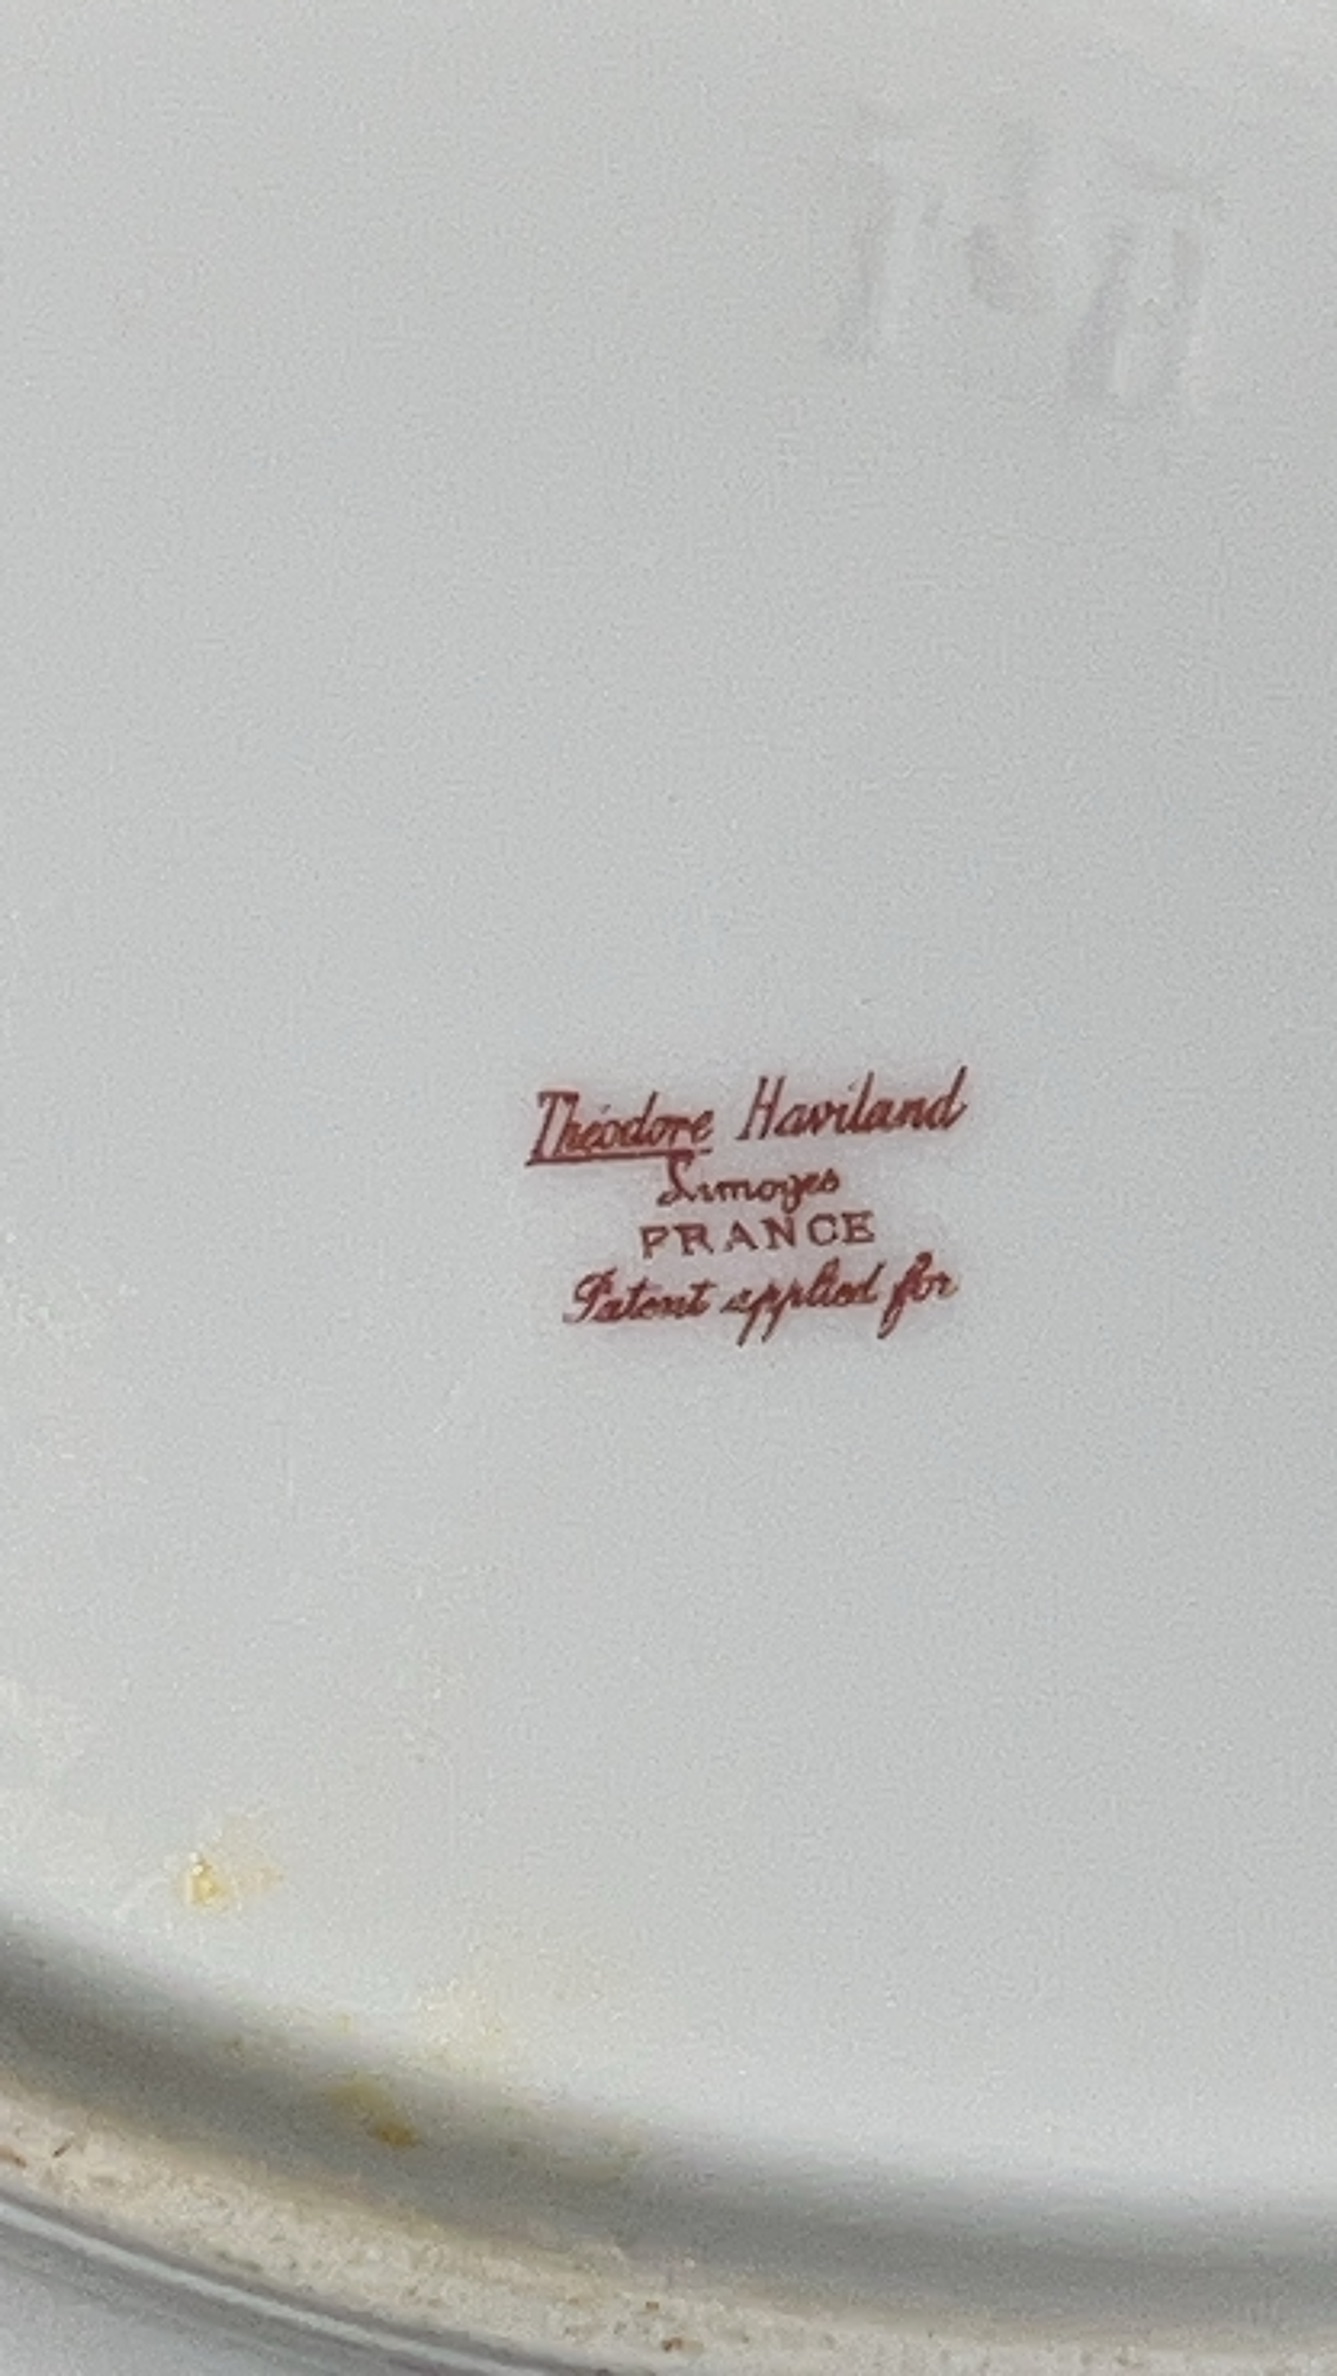 Théodore Haviland
Limoges
FRANCE
Patent applied for